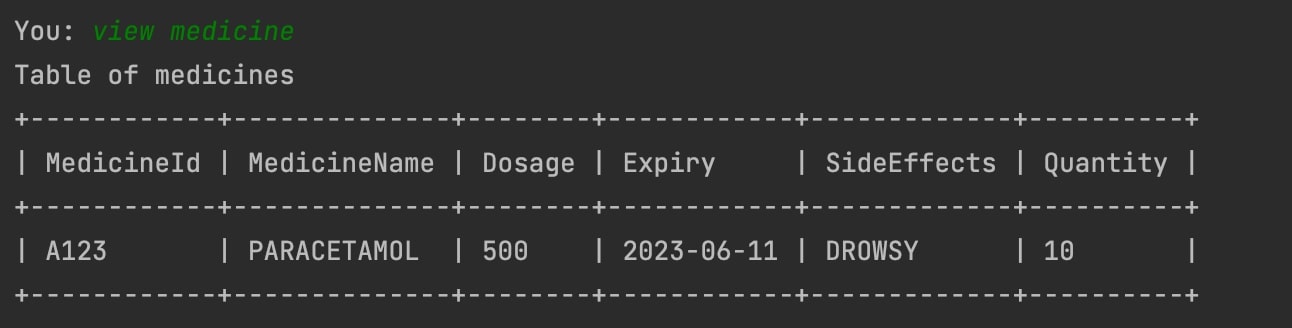 You: view medicine
Table of medicines
+------------+--------------+--------+------------+-------------+----------+
| MedicineId | MedicineName | Dosage | Expiry     | SideEffects | Quantity |
+------------+--------------+--------+------------+-------------+----------+
| A123       | PARACETAMOL  | 500    | 2023-06-11 | DROWSY      | 10       |
+------------+--------------+--------+------------+-------------+----------+